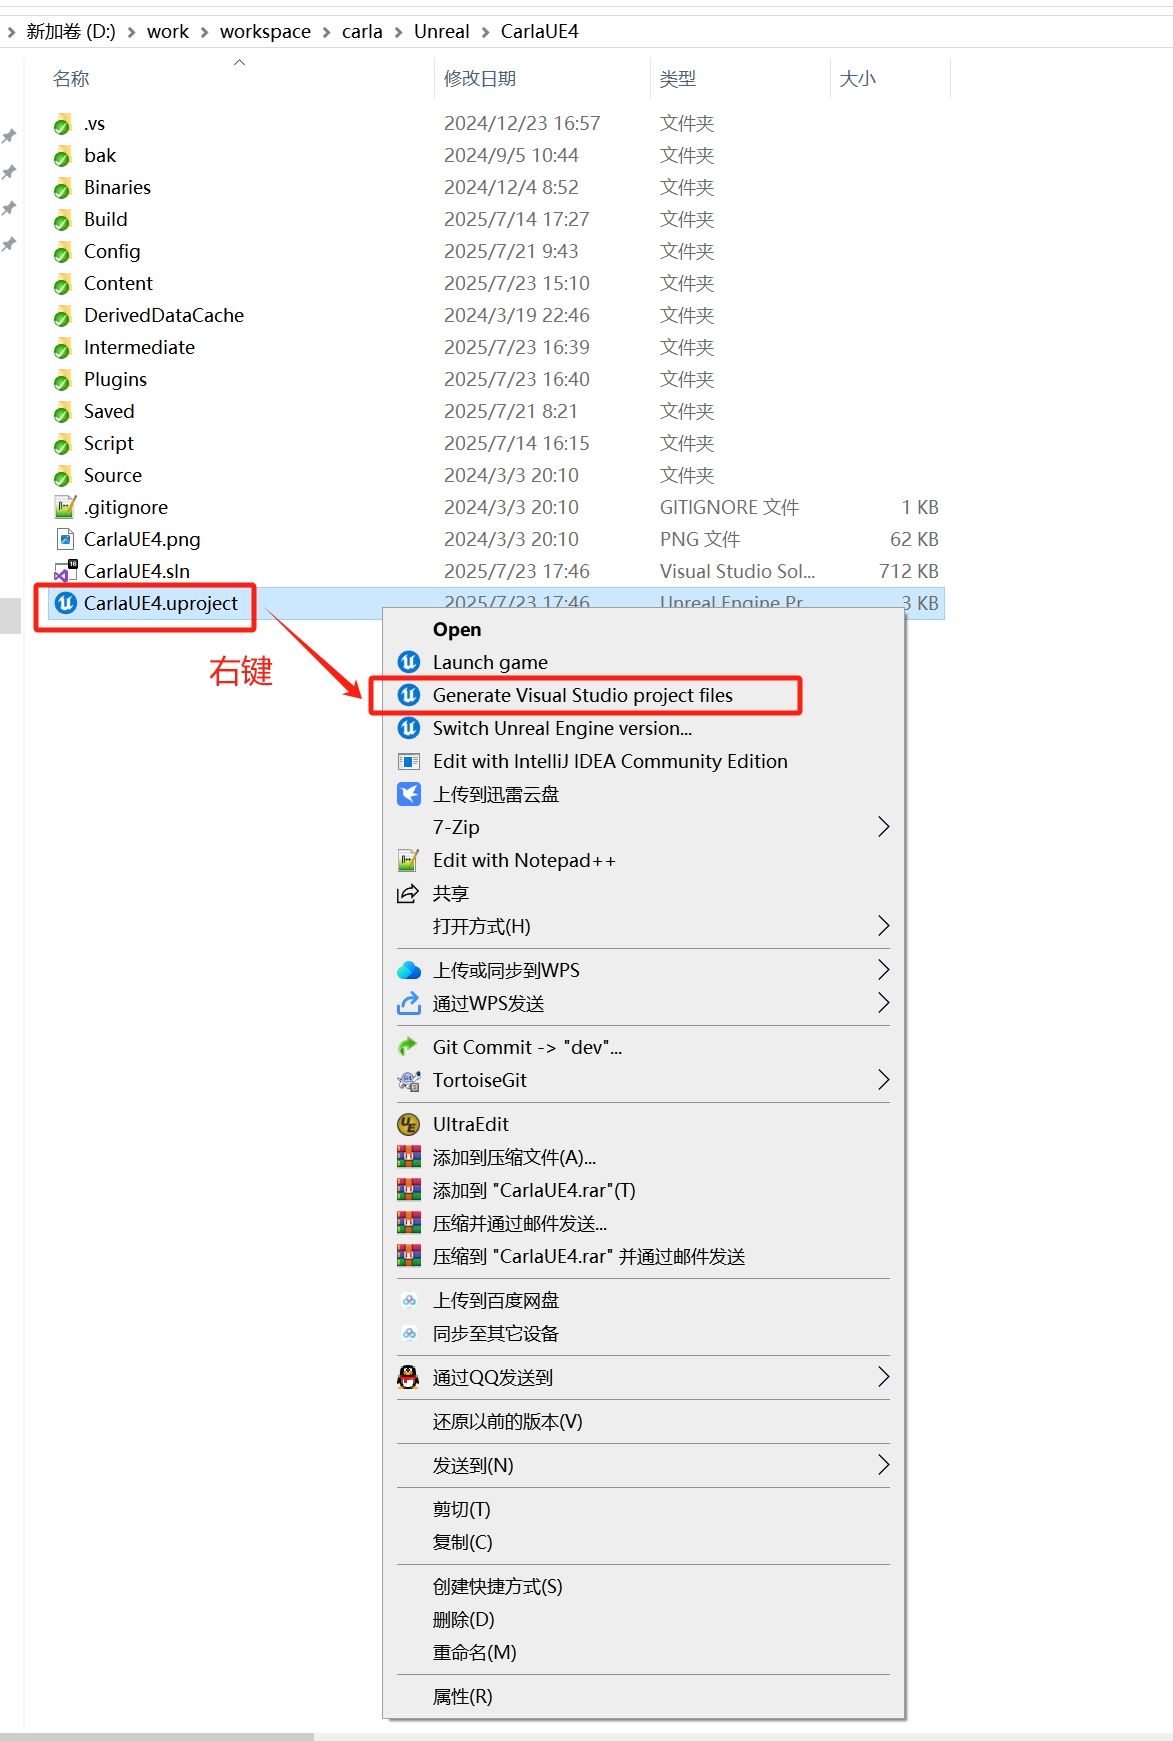 新加卷 (D:) > work > workspace > carla > Unreal > CarlaUE4
名称 修改日期 类型 大小
.vs 2024/12/23 16:57 文件夹
bak 2024/9/5 10:44 文件夹
Binaries 2024/12/4 8:52 文件夹
Build 2025/7/14 17:27 文件夹
Config 2025/7/21 9:43 文件夹
Content 2025/7/23 15:10 文件夹
DerivedDataCache 2024/3/19 22:46 文件夹
Intermediate 2025/7/23 16:39 文件夹
Plugins 2025/7/23 16:40 文件夹
Saved 2025/7/21 8:21 文件夹
Script 2025/7/14 16:15 文件夹
Source 2024/3/3 20:10 文件夹
.gitignore 2024/3/3 20:10 GITIGNORE 文件 1 KB
CarlaUE4.png 2024/3/3 20:10 PNG 文件 62 KB
CarlaUE4.sln 2025/7/23 17:46 Visual Studio Sol... 712 KB
CarlaUE4.uproject 2025/7/23 17:46 Unreal Engine Pr 3 KB
右键
Open
Launch game
Generate Visual Studio project files
Switch Unreal Engine version...
Edit with IntelliJ IDEA Community Edition
上传到迅雷云盘
7-Zip
Edit with Notepad++
共享
打开方式(H)
上传或同步到WPS
通过WPS发送
Git Commit -> "dev"...
TortoiseGit
UltraEdit
添加到压缩文件(A)...
添加到 "CarlaUE4.rar"(T)
压缩并通过邮件发送...
压缩到 "CarlaUE4.rar" 并通过邮件发送
上传到百度网盘
同步至其它设备
通过QQ发送到
还原以前的版本(V)
发送到(N)
剪切(T)
复制(C)
创建快捷方式(S)
删除(D)
重命名(M)
属性(R)